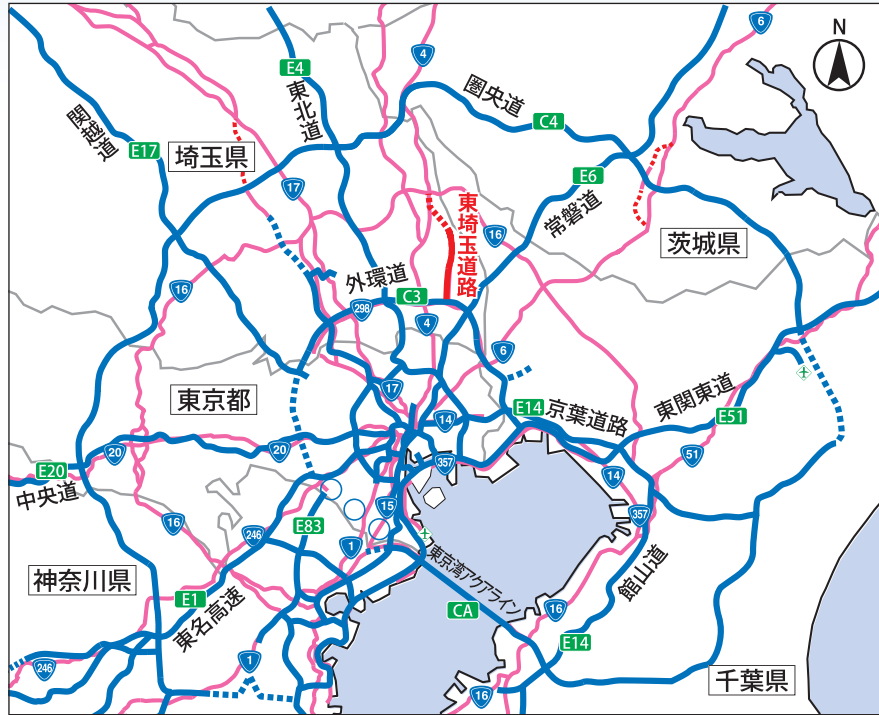 N
6
4
E4
東北道
圏央道
C4
関越道
E17
埼玉県
17
E6
常磐道
東埼玉道路
16
茨城県
16
外環道
C3
298
4
6
17
東京都
14
E14
京葉道路
東関東道
E51
20
20
E20
中央道
357
51
14
15
357
16
246
E83
1
東京湾アクアライン
館山道
神奈川県
E1
東名高速
CA
16
E14
246
1
16
千葉県